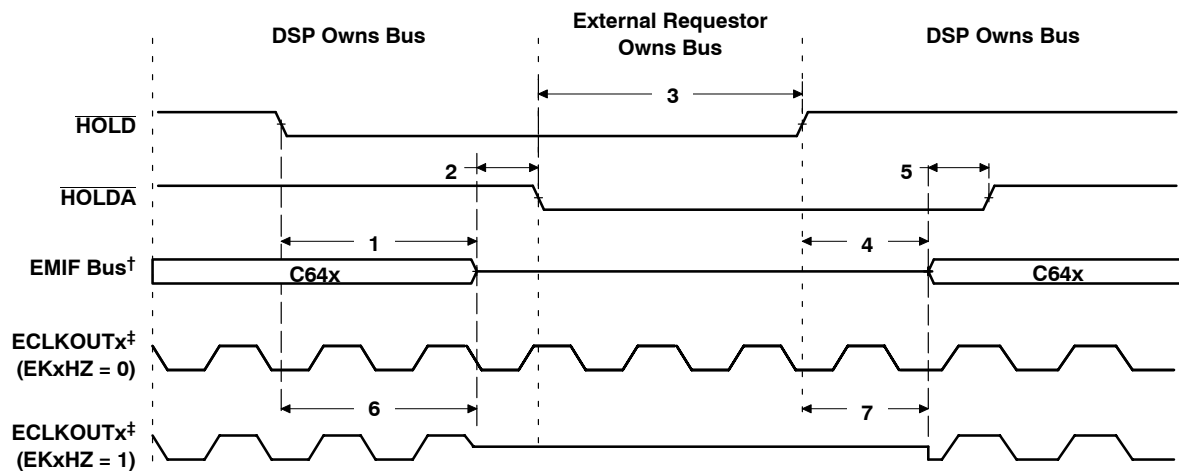 DSP Owns Bus
External Requestor
Owns Bus
DSP Owns Bus
3
HOLD
2
5
HOLDA
1
4
EMIF Bus†
C64x
C64x
ECLKOUTx‡
(EKxHZ = 0)
6
7
ECLKOUTx‡
(EKxHZ = 1)